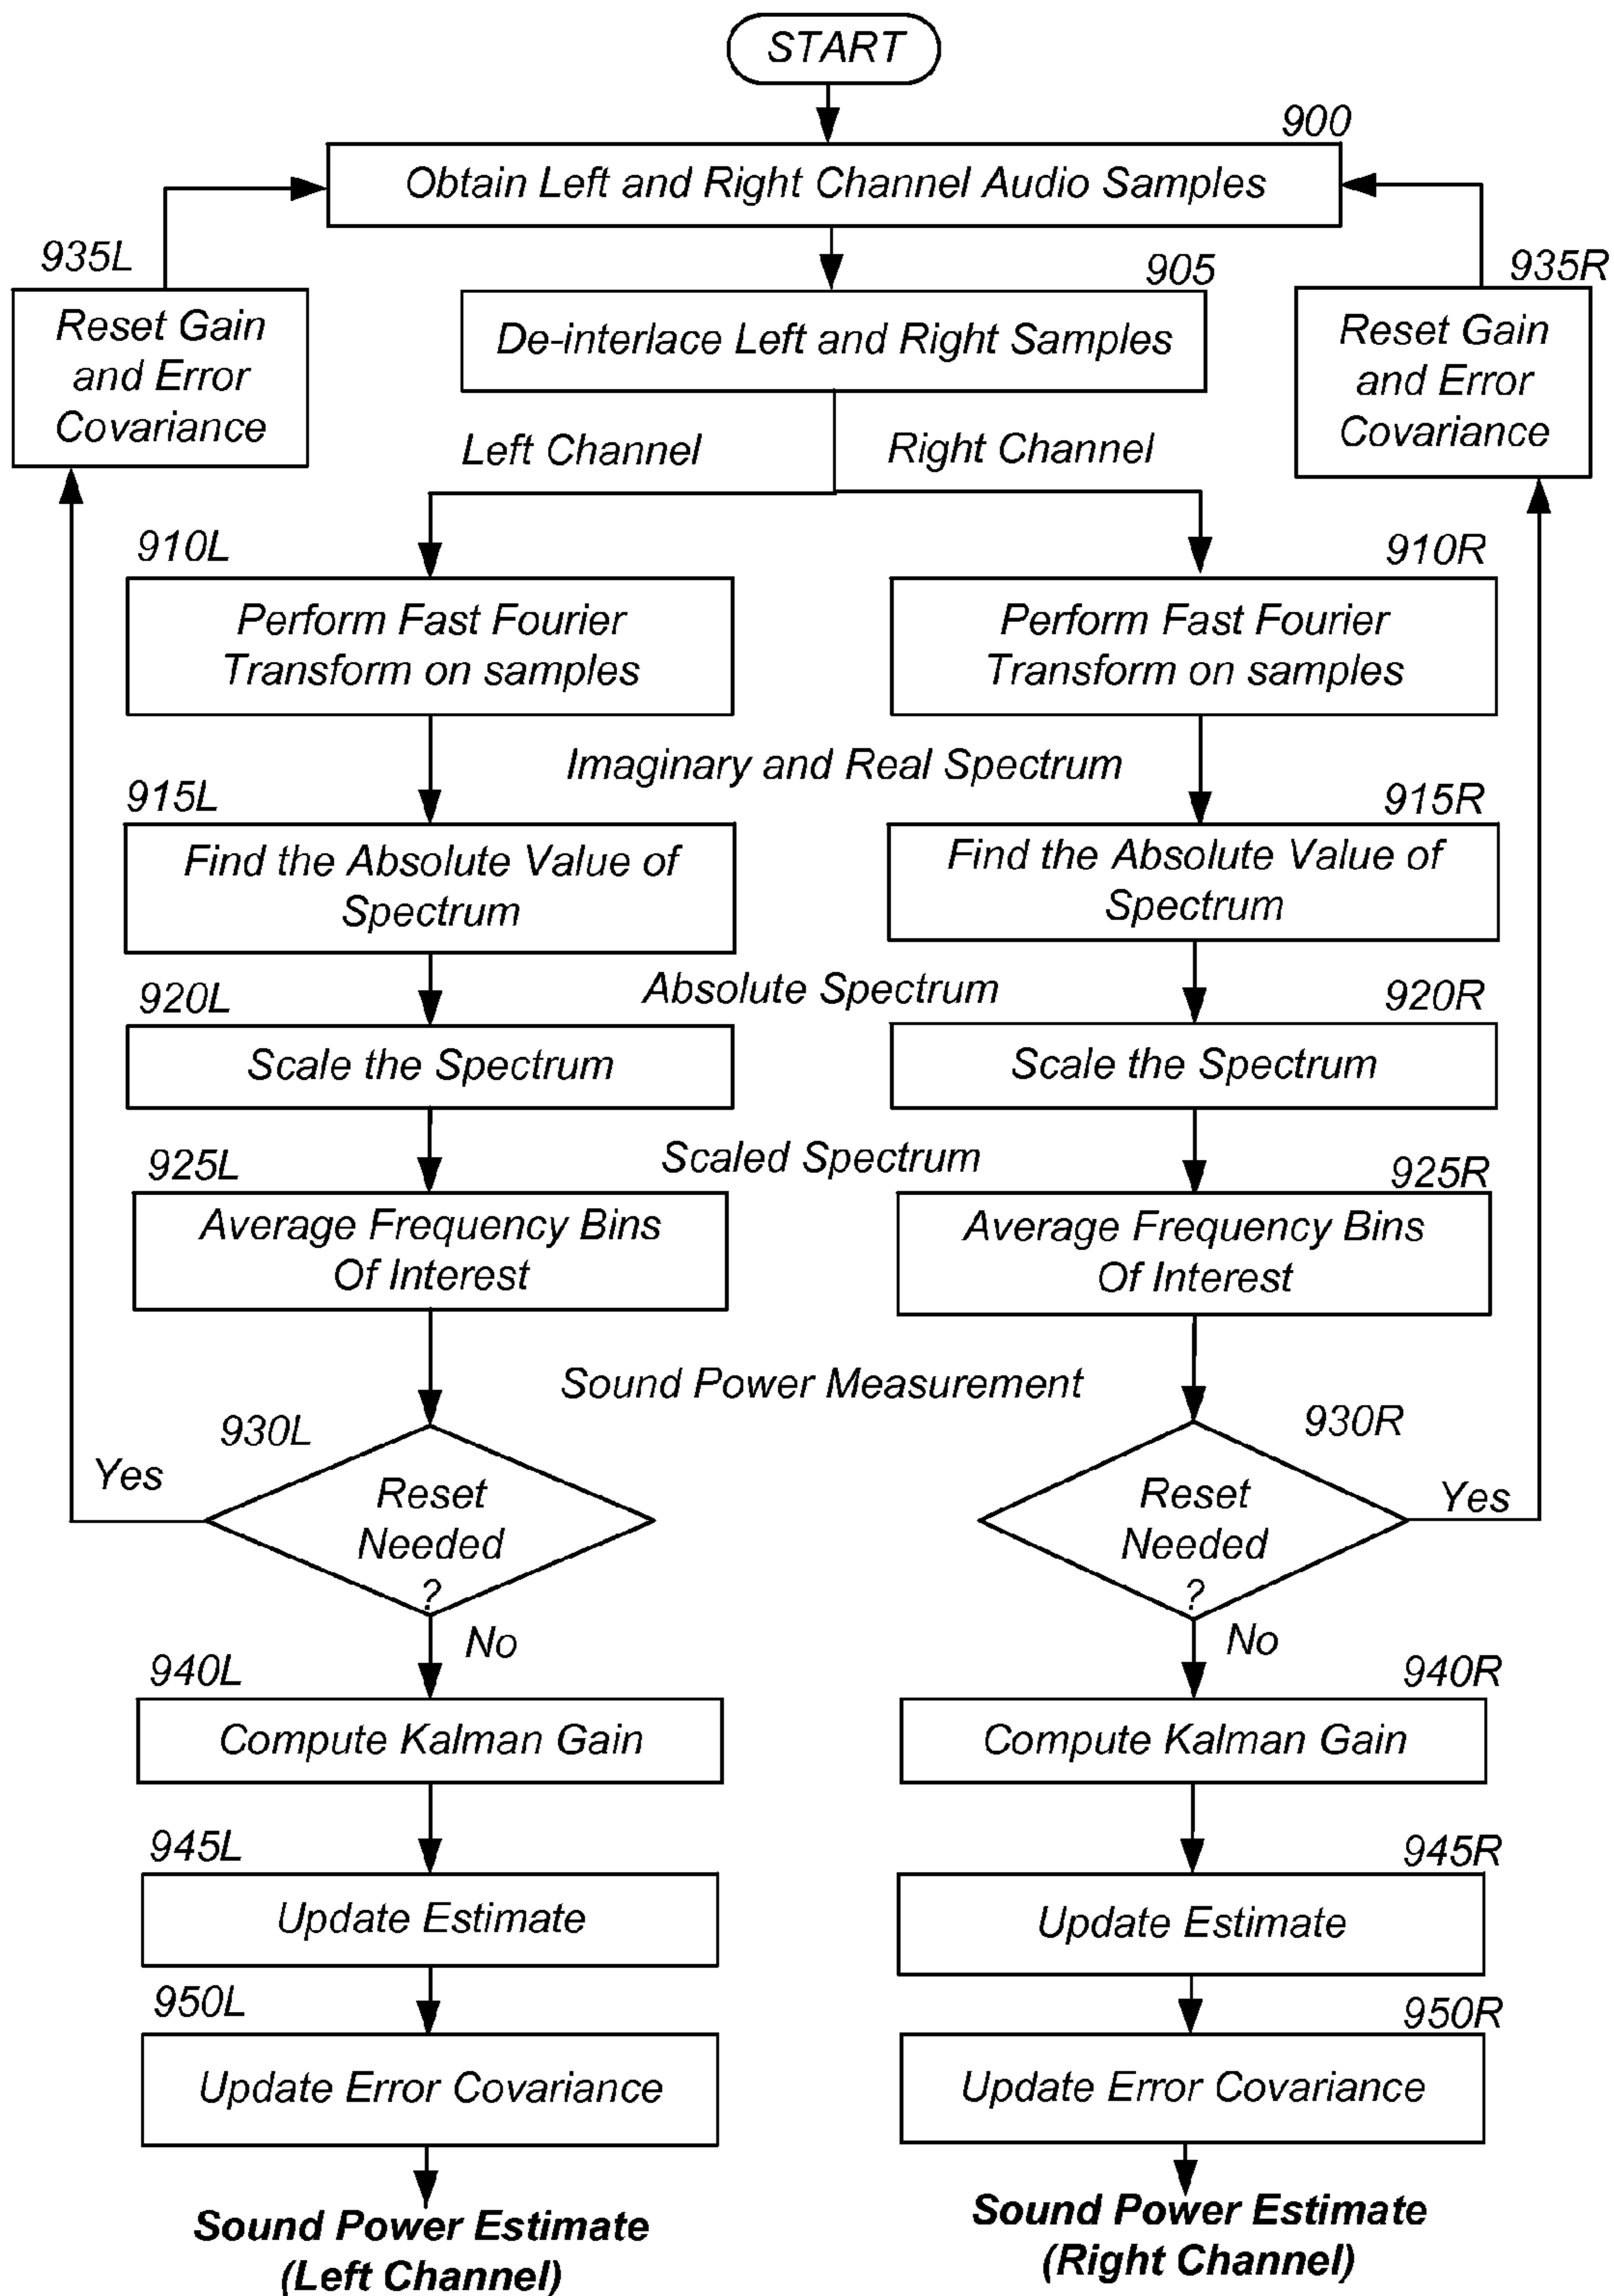 START
900
Obtain Left and Right Channel Audio Samples
935L
Reset Gain
and Error
Covariance
905
De-interlace Left and Right Samples
935R
Reset Gain
and Error
Covariance
Left Channel
Right Channel
910L
Perform Fast Fourier
Transform on samples
910R
Perform Fast Fourier
Transform on samples
Imaginary and Real Spectrum
915L
Find the Absolute Value of
Spectrum
915R
Find the Absolute Value of
Spectrum
Absolute Spectrum
920L
Scale the Spectrum
920R
Scale the Spectrum
Scaled Spectrum
925L
Average Frequency Bins
Of Interest
925R
Average Frequency Bins
Of Interest
Sound Power Measurement
930L
Yes
Reset
Needed
?
No
930R
Reset
Needed
?
Yes
No
940L
Compute Kalman Gain
940R
Compute Kalman Gain
945L
Update Estimate
945R
Update Estimate
950L
Update Error Covariance
950R
Update Error Covariance
Sound Power Estimate
(Left Channel)
Sound Power Estimate
(Right Channel)